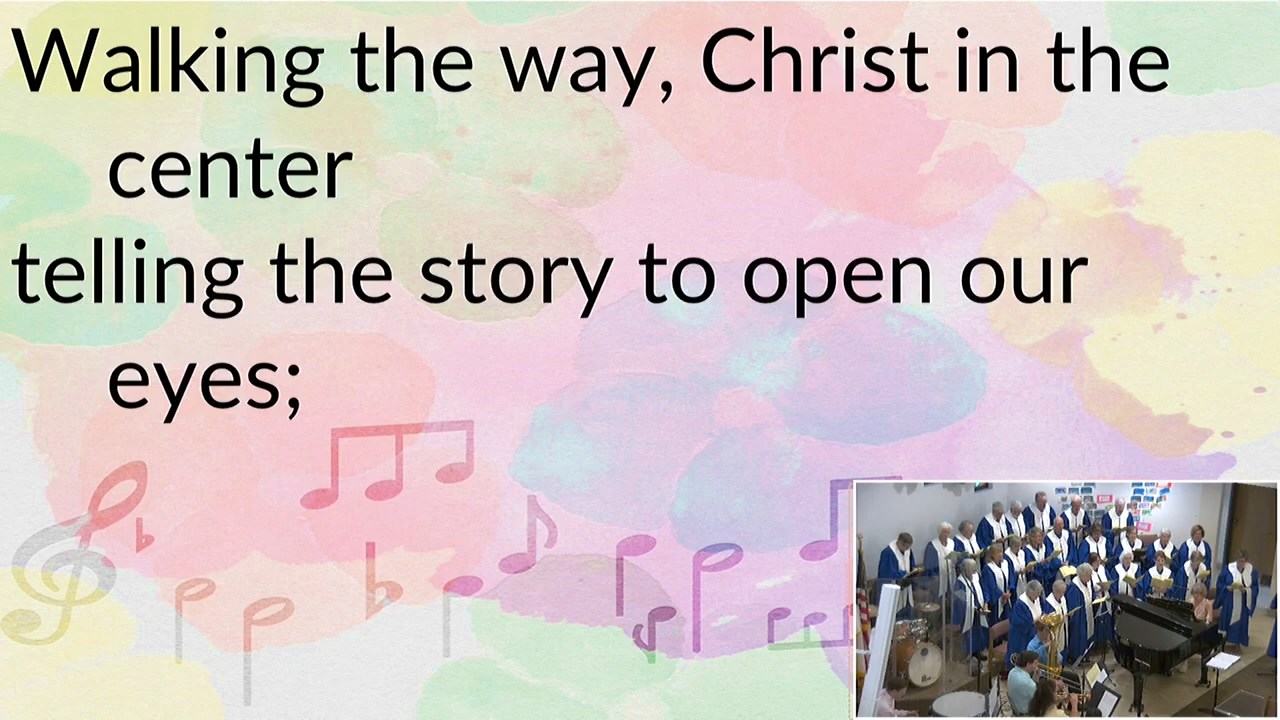 Walking the way, Christ in the
center
telling the story to open our
eyes;